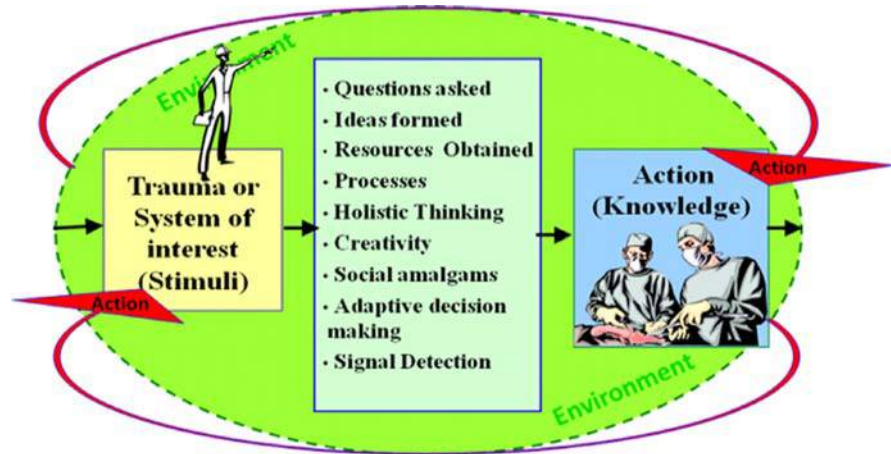 Environment
Trauma or
System of
interest
(Stimuli)
Action
· Questions asked
· Ideas formed
· Resources Obtained
· Processes
· Holistic Thinking
· Creativity
· Social amalgams
· Adaptive decision
making
· Signal Detection
Action
Action
(Knowledge)
Environment